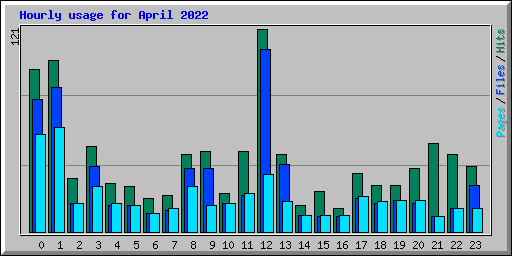 Hourly usage for April 2022
121
Pages/Files/Hits
0 1 2 3 4 5 6 7 8 9 10 11 12 13 14 15 16 17 18 19 20 21 22 23